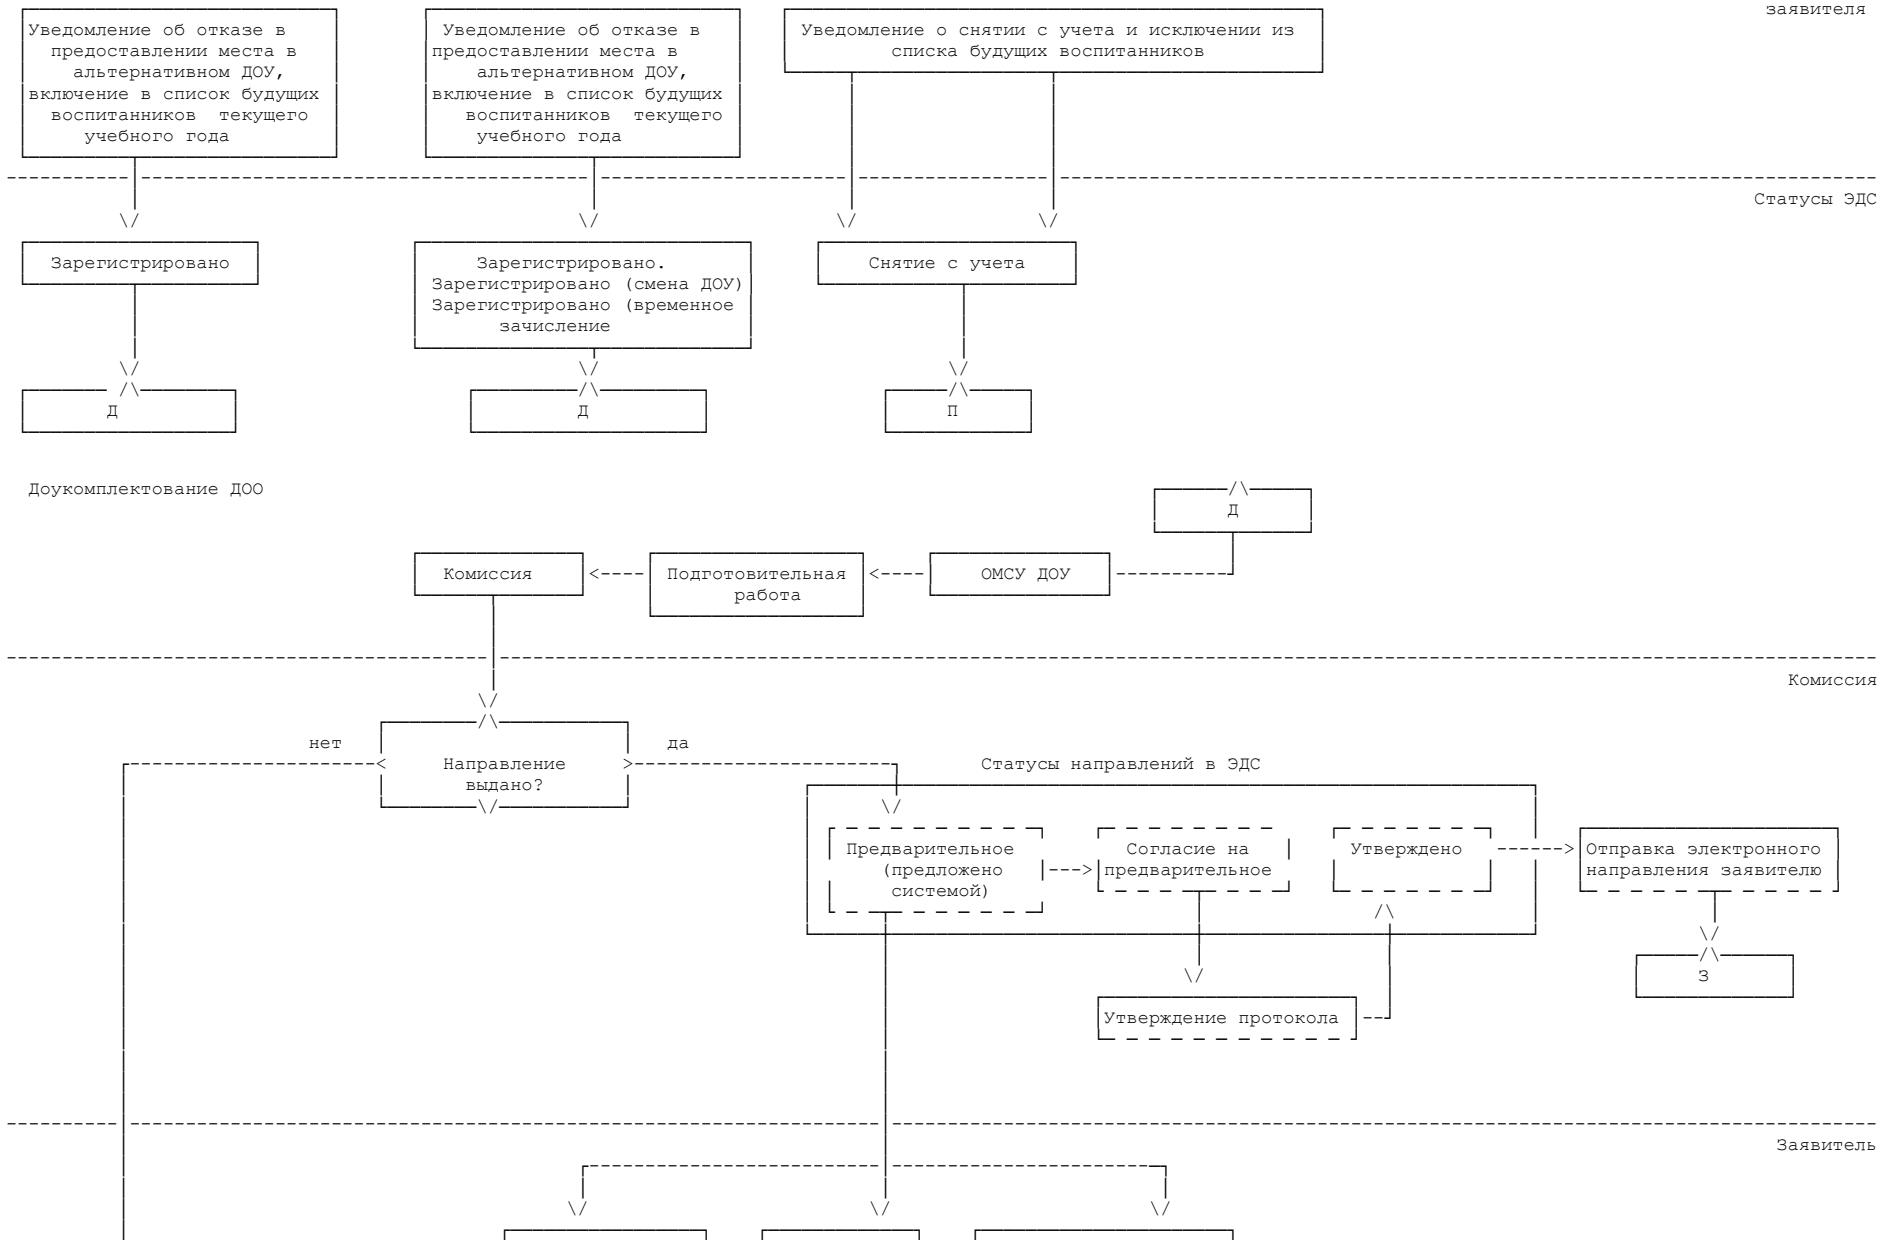 заявителя
Уведомление об отказе в
предоставлении места в
альтернативном ДОУ,
включение в список будущих
воспитанников текущего
учебного года
Уведомление об отказе в
предоставлении места в
альтернативном ДОУ,
включение в список будущих
воспитанников текущего
учебного года
Уведомление о снятии с учета и исключении из
списка будущих воспитанников
Статусы ЭДС
Зарегистрировано
Зарегистрировано.
Зарегистрировано (смена ДОУ)
Зарегистрировано (временное
зачисление
Снятие с учета
Д
Д
П
Доукомплектование ДОО
Д
Комиссия
Подготовительная
работа
ОМСУ ДОУ
Комиссия
нет
Направление
выдано?
да
Статусы направлений в ЭДС
Предварительное
(предложено
системой)
Согласие на
предварительное
Утверждено
Отправка электронного
направления заявителю
З
Утверждение протокола
Заявитель